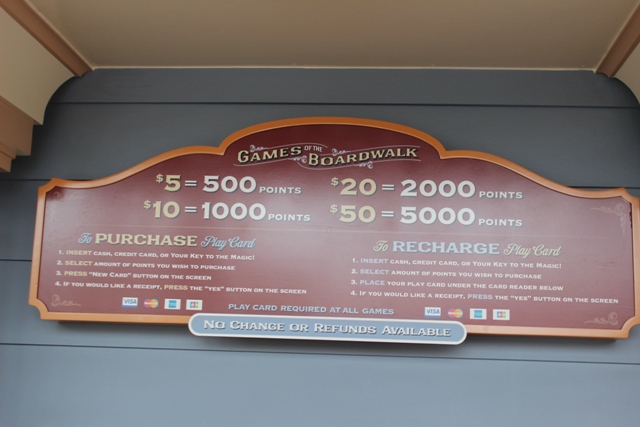 GAMES OF THE BOARDWALK
$5 = 500 POINTS
$20 = 2000 POINTS
$10 = 1000 POINTS
$50 = 5000 POINTS
To PURCHASE Play Card
1. INSERT CASH, CREDIT CARD, OR YOUR KEY TO THE MAGIC!
2. SELECT AMOUNT OF POINTS YOU WISH TO PURCHASE
3. PRESS "NEW CARD" BUTTON ON THE SCREEN
4. IF YOU WOULD LIKE A RECEIPT, PRESS THE "YES" BUTTON ON THE SCREEN
VISA
To RECHARGE Play Card
1. INSERT CASH, CREDIT CARD, OR YOUR KEY TO THE MAGIC!
2. SELECT AMOUNT OF POINTS YOU WISH TO PURCHASE
3. PLACE YOUR PLAY CARD UNDER THE CARD READER BELOW
4. IF YOU WOULD LIKE A RECEIPT, PRESS THE "YES" BUTTON ON THE SCREEN
VISA
PLAY CARD REQUIRED AT ALL GAMES
NO CHANGE OR REFUNDS AVAILABLE